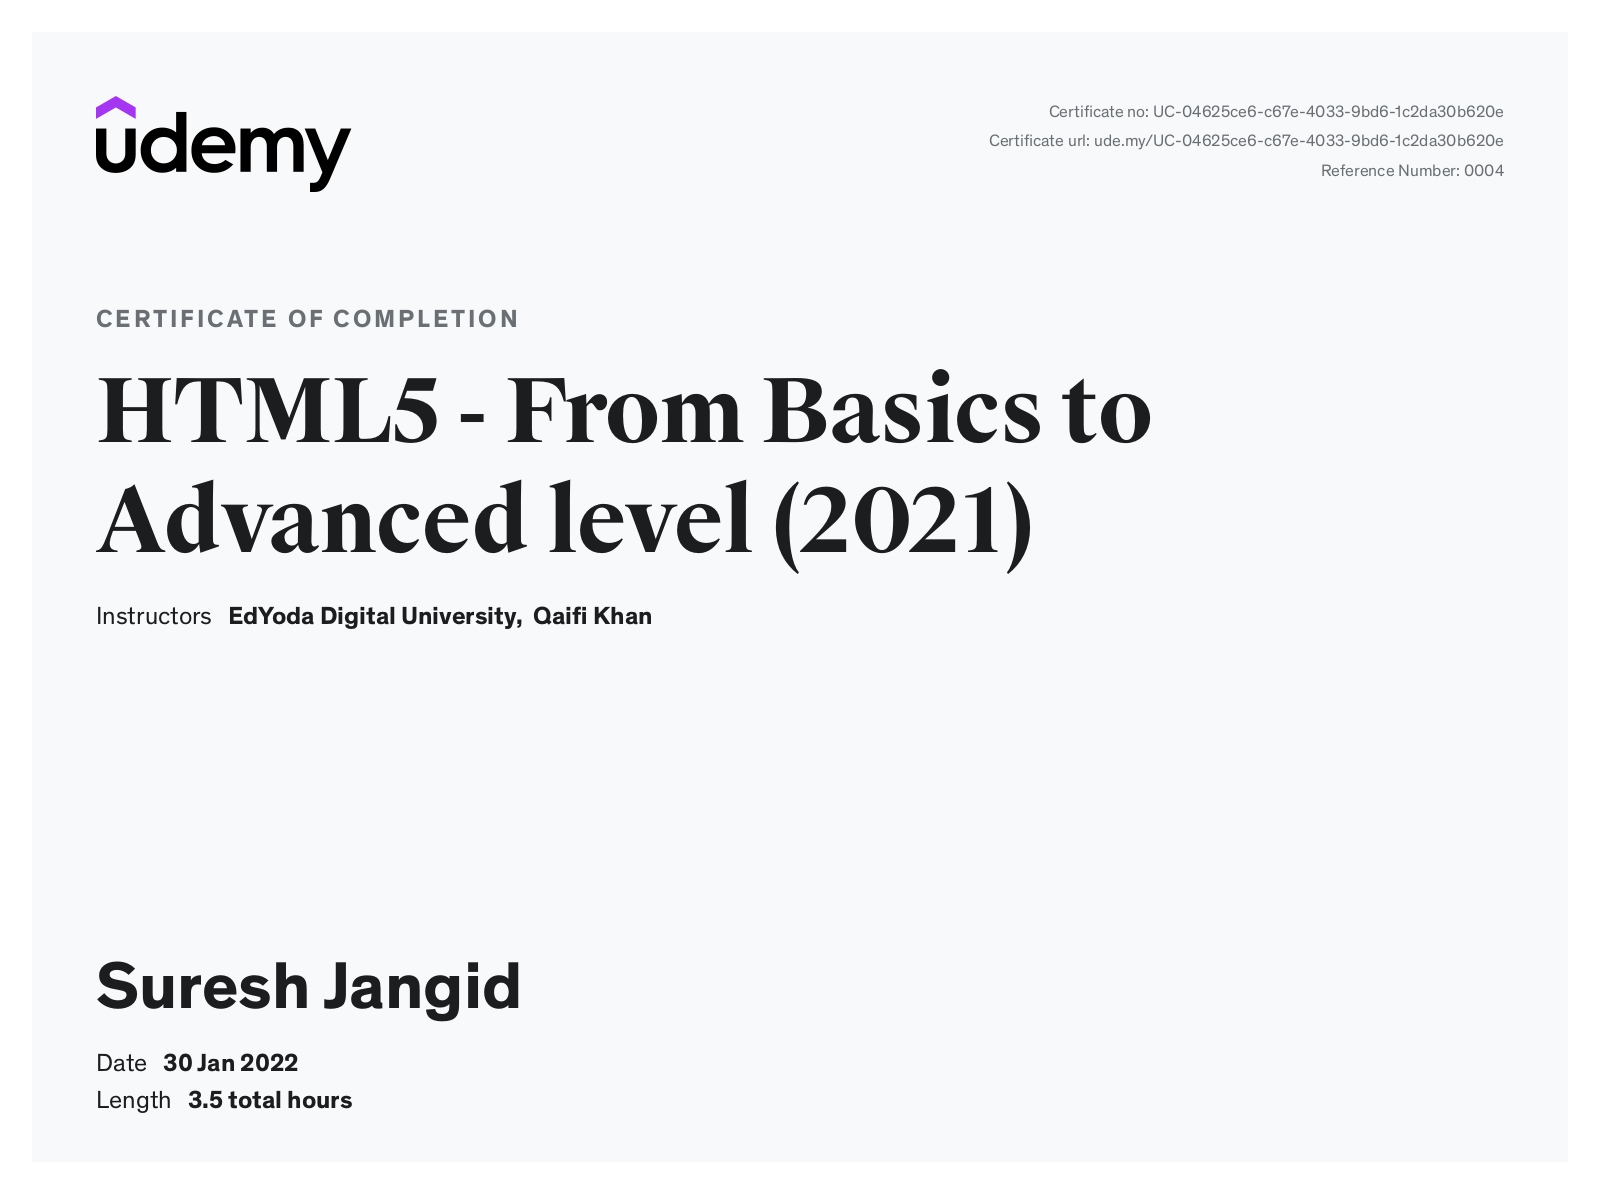 udemy
Certificate no: UC-04625ce6-c67e-4033-9bd6-1c2da30b620e
Certificate url: ude.my/UC-04625ce6-c67e-4033-9bd6-1c2da30b620e
Reference Number: 0004
CERTIFICATE OF COMPLETION
HTML5 - From Basics to
Advanced level (2021)
Instructors EdYoda Digital University, Qaifi Khan
Suresh Jangid
Date 30 Jan 2022
Length 3.5 total hours